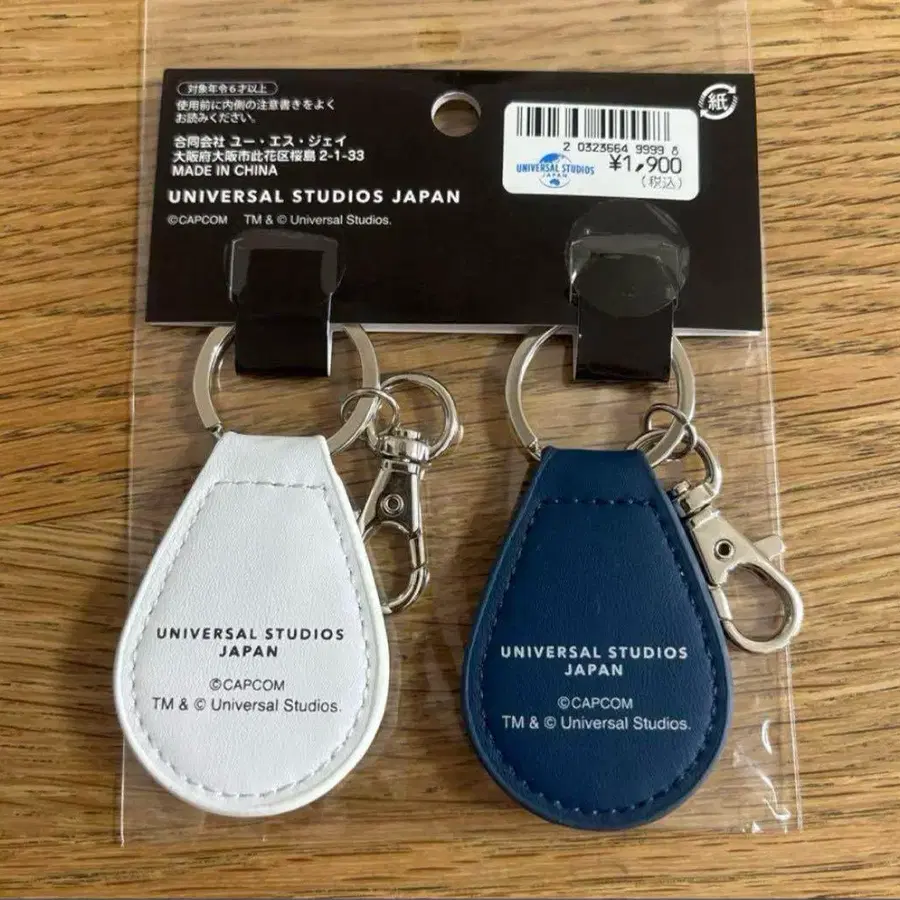 対象年令6才以上
使用前に内側の注意書きをよく
お読みください。
合同会社 ユー・エス・ジェイ
大阪府大阪市此花区桜島 2-1-33
MADE IN CHINA
UNIVERSAL STUDIOS JAPAN
©CAPCOM TM & © Universal Studios.
紙
2 0323664 9999 8
UNIVERSAL STUDIOS
JAPAN
¥1,900
(税込)
UNIVERSAL STUDIOS
JAPAN
©CAPCOM
TM & © Universal Studios.
UNIVERSAL STUDIOS
JAPAN
©CAPCOM
TM & © Universal Studios.